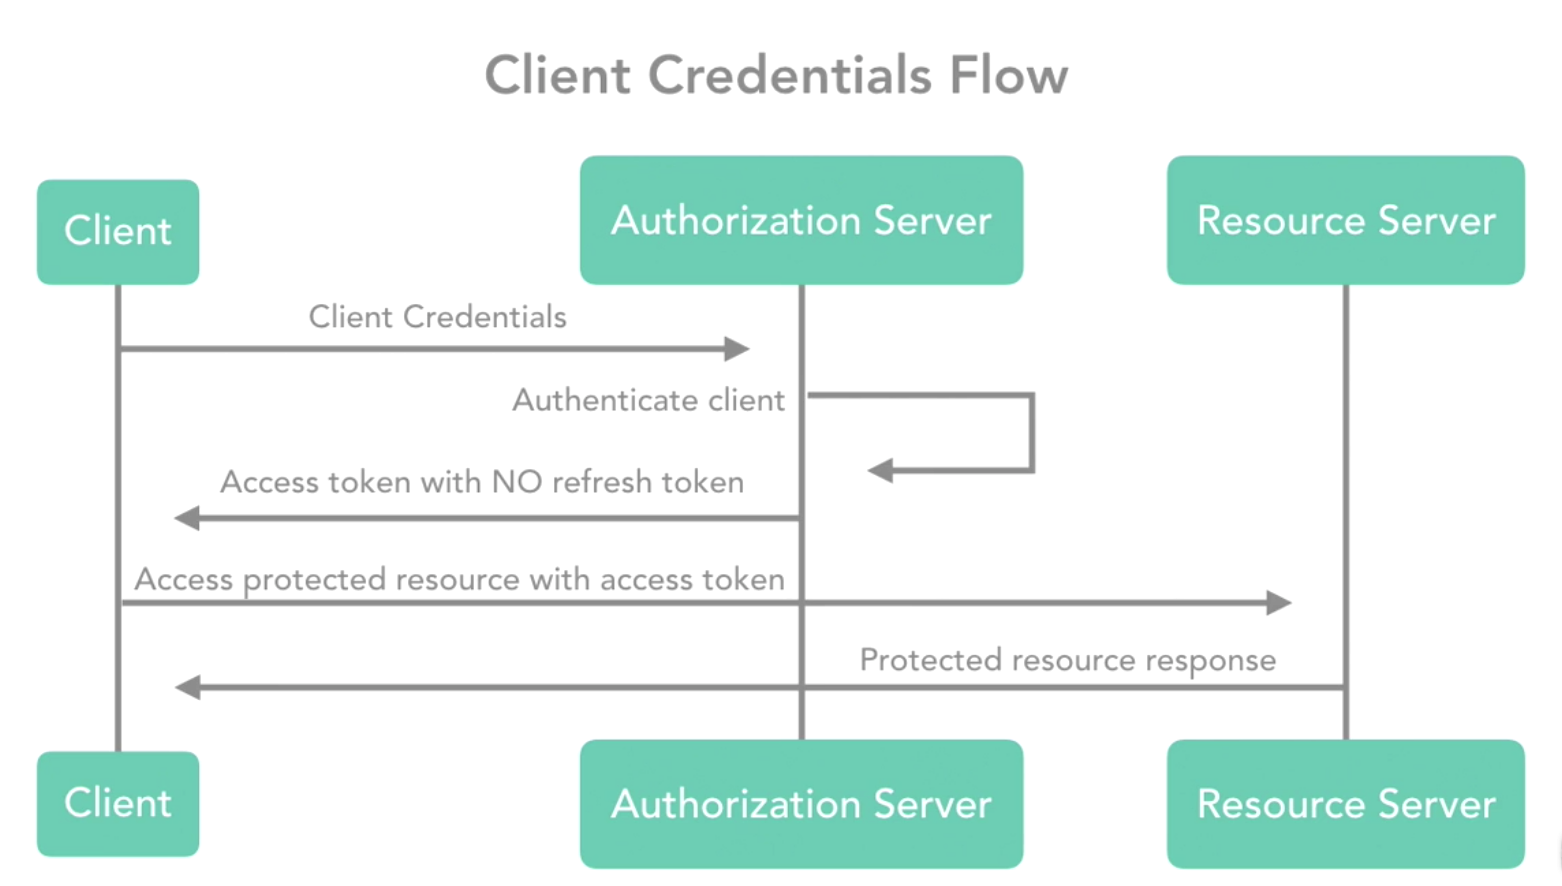 Client Credentials Flow
Client
Authorization Server
Resource Server
Client Credentials
Authenticate client
Access token with NO refresh token
Access protected resource with access token
Protected resource response
Client
Authorization Server
Resource Server